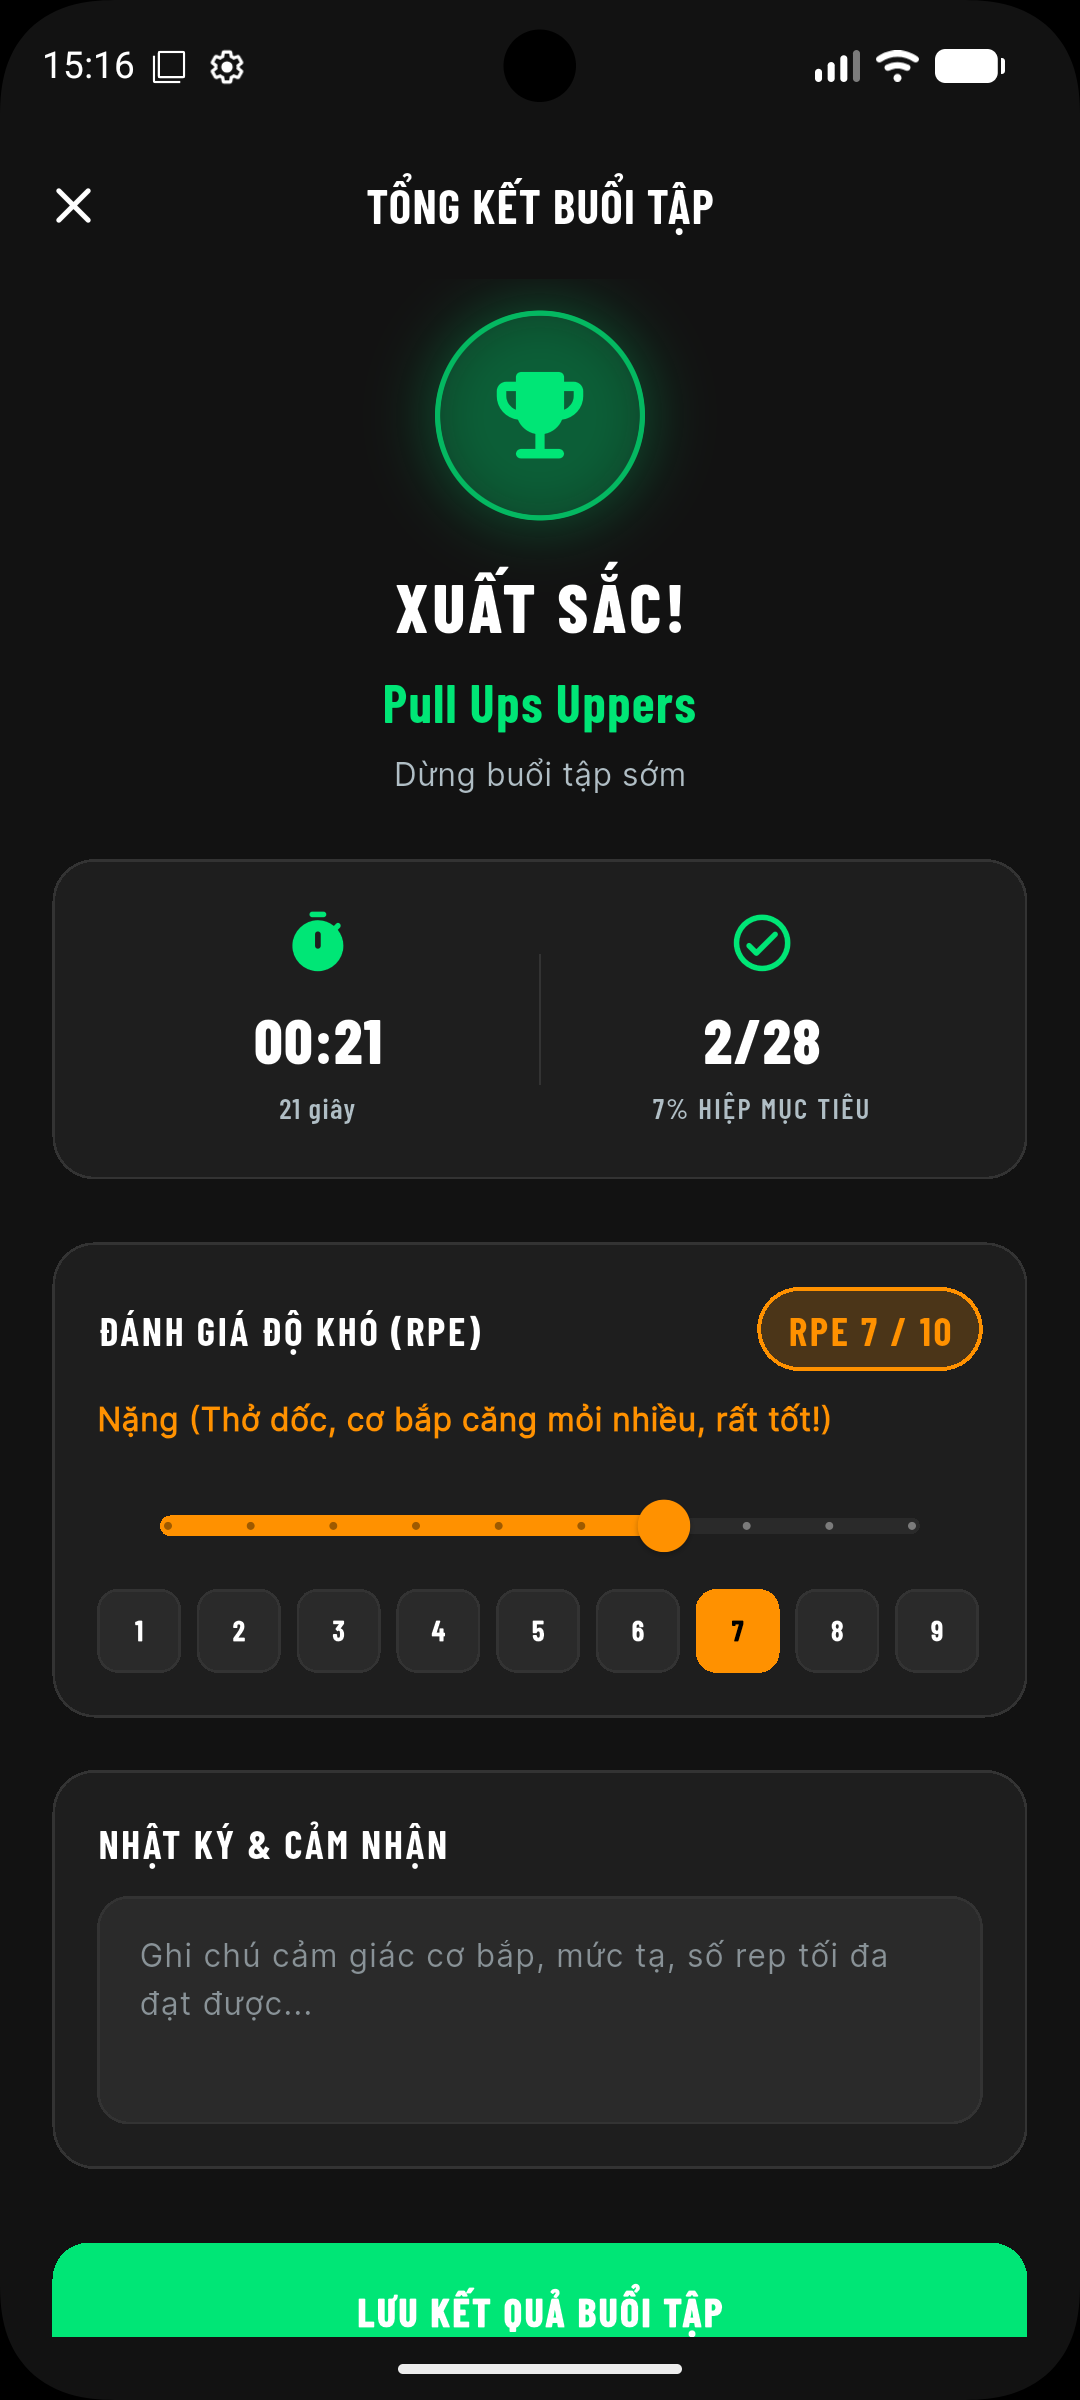 15:16
TỔNG KẾT BUỔI TẬP
XUẤT SẮC!
Pull Ups Uppers
Dừng buổi tập sớm
00:21
21 giây
2/28
7% HIỆP MỤC TIÊU
ĐÁNH GIÁ ĐỘ KHÓ (RPE)
RPE 7 / 10
Nặng (Thở dốc, cơ bắp căng mỏi nhiều, rất tốt!)
1 2 3 4 5 6 7 8 9
NHẬT KÝ & CẢM NHẬN
Ghi chú cảm giác cơ bắp, mức tạ, số rep tối đa
đạt được...
LƯU KẾT QUẢ BUỔI TẬP